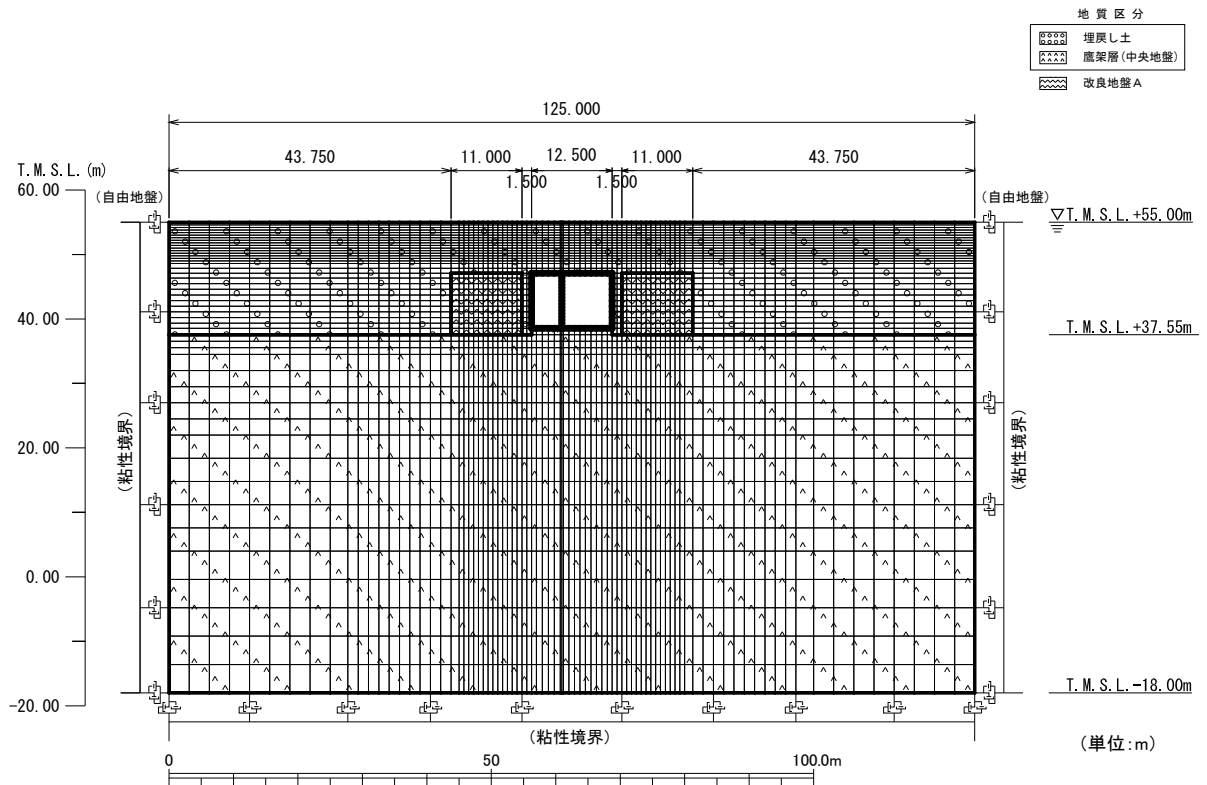 地質区分
埋戻し土
鷹架層(中央地盤)
改良地盤A
125.000
43.750
11.000
12.500
11.000
43.750
1.500
1.500
T.M.S.L.(m)
60.00
40.00
20.00
0.00
-20.00
(自由地盤)
(自由地盤)
T.M.S.L.+55.00m
T.M.S.L.+37.55m
T.M.S.L.-18.00m
(粘性境界)
(粘性境界)
(粘性境界)
(単位:m)
0
50
100.0m